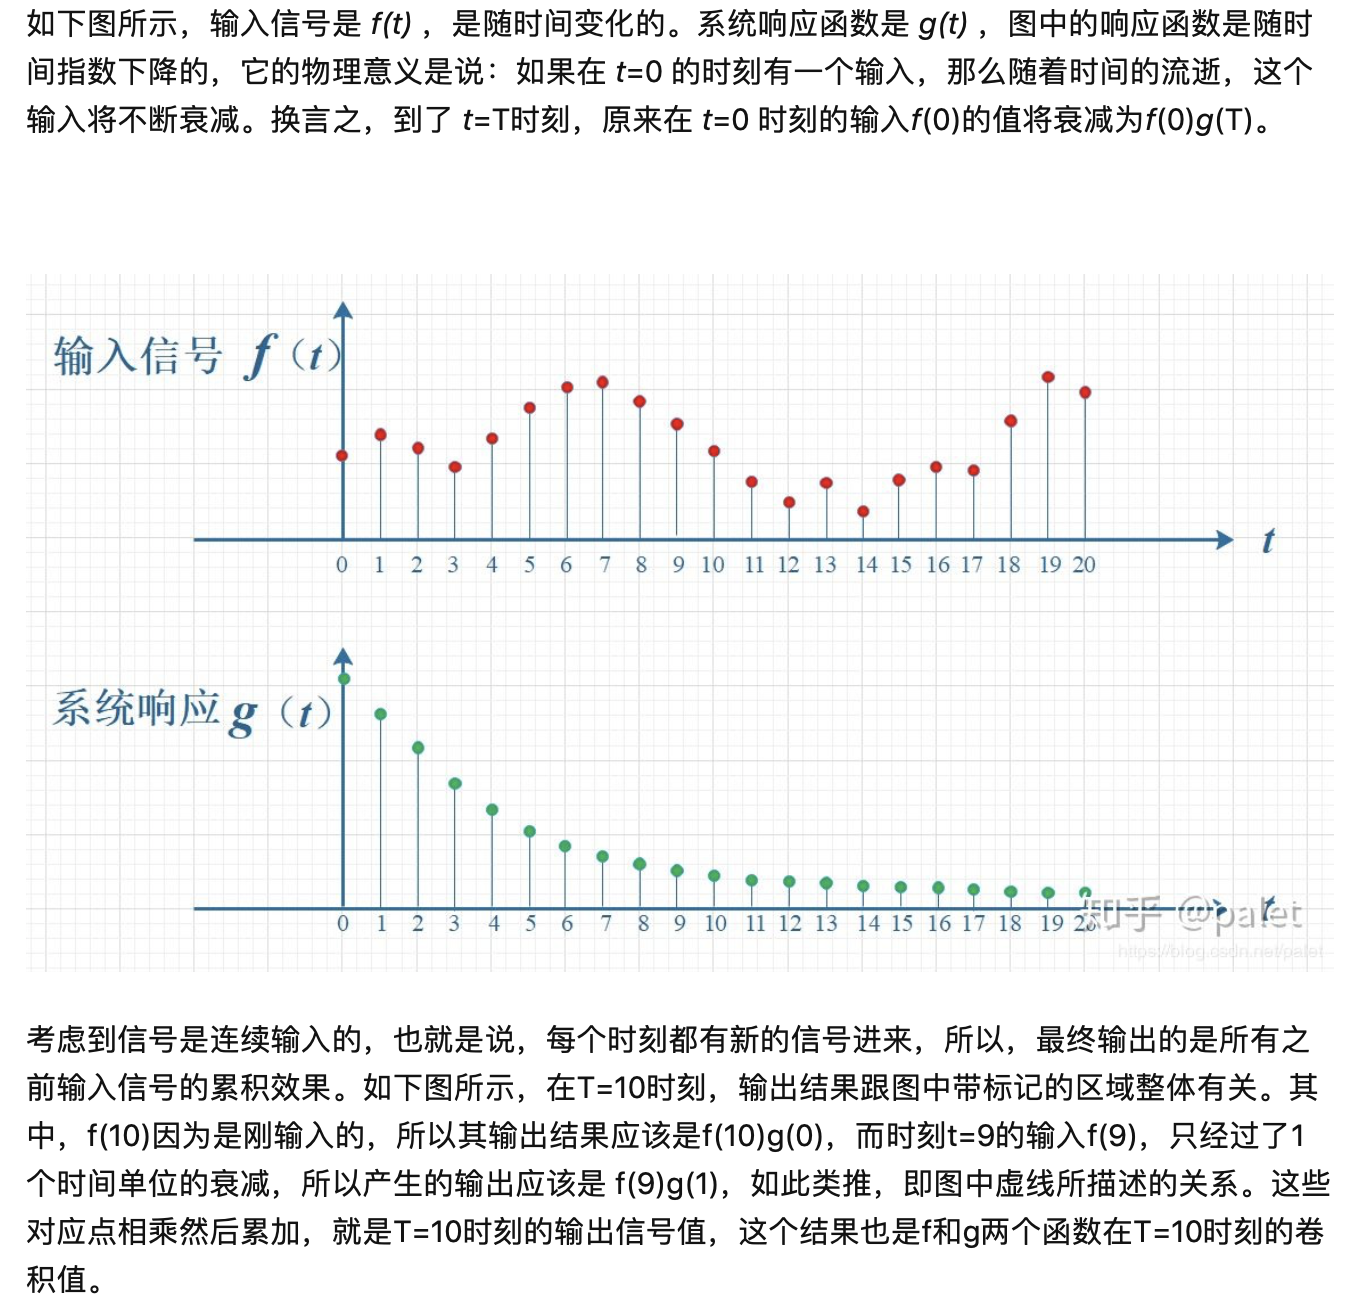 如下图所示，输入信号是 f(t) ，是随时间变化的。系统响应函数是 g(t) ，图中的响应函数是随时
间指数下降的，它的物理意义是说：如果在 t=0 的时刻有一个输入，那么随着时间的流逝，这个
输入将不断衰减。换言之，到了 t=T时刻，原来在 t=0 时刻的输入f(0)的值将衰减为f(0)g(T)。
输入信号 f（t）
t
0 1 2 3 4 5 6 7 8 9 10 11 12 13 14 15 16 17 18 19 20
系统响应 g（t）
t
0 1 2 3 4 5 6 7 8 9 10 11 12 13 14 15 16 17 18 19 20
知乎 @palet
https://blog.csdn.net/palet
考虑到信号是连续输入的，也就是说，每个时刻都有新的信号进来，所以，最终输出的是所有之
前输入信号的累积效果。如下图所示，在T=10时刻，输出结果跟图中带标记的区域整体有关。其
中，f(10)因为是刚输入的，所以其输出结果应该是f(10)g(0)，而时刻t=9的输入f(9)，只经过了1
个时间单位的衰减，所以产生的输出应该是 f(9)g(1)，如此类推，即图中虚线所描述的关系。这些
对应点相乘然后累加，就是T=10时刻的输出信号值，这个结果也是f和g两个函数在T=10时刻的卷
积值。